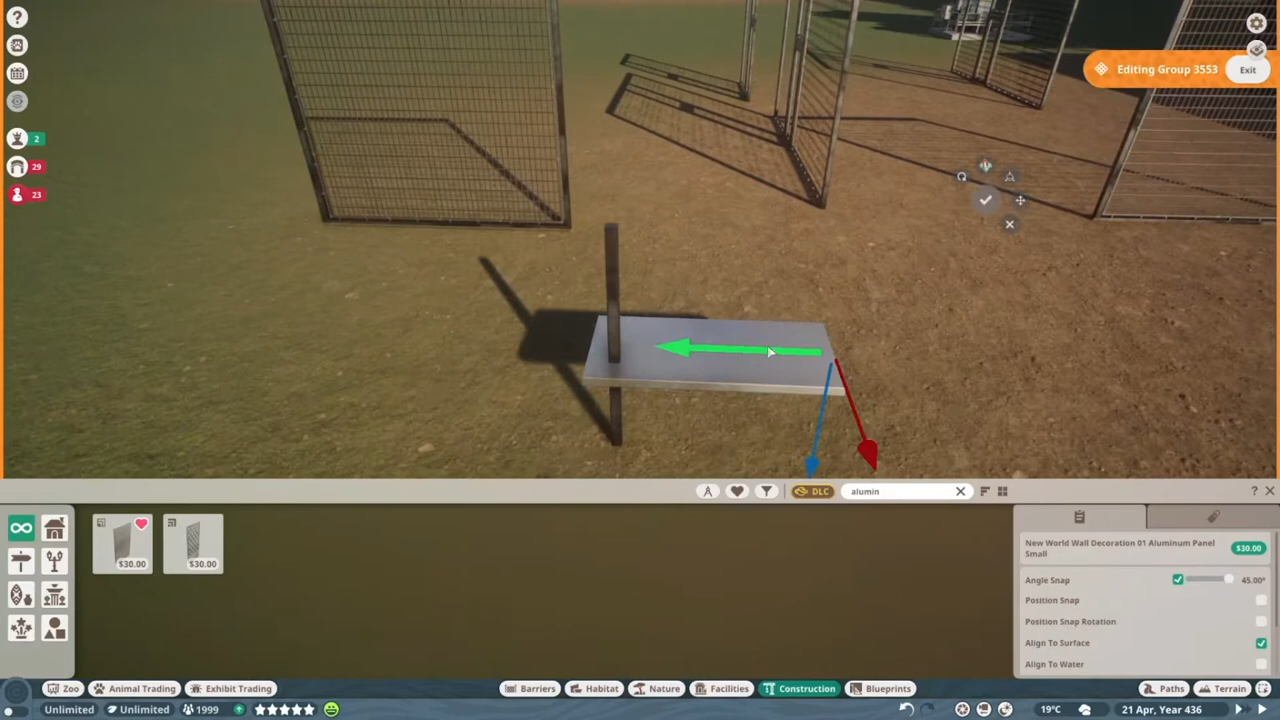 Editing Group 3553
Exit
2
29
23
DLC
alumin
$30.00
$30.00
New World Wall Decoration 01 Aluminum Panel
Small
$30.00
Angle Snap
45.00°
Position Snap
Position Snap Rotation
Align To Surface
Align To Water
Zoo
Animal Trading
Exhibit Trading
Barriers
Habitat
Nature
Facilities
Construction
Blueprints
Paths
Terrain
Unlimited
Unlimited
1999
19°C
21 Apr, Year 436